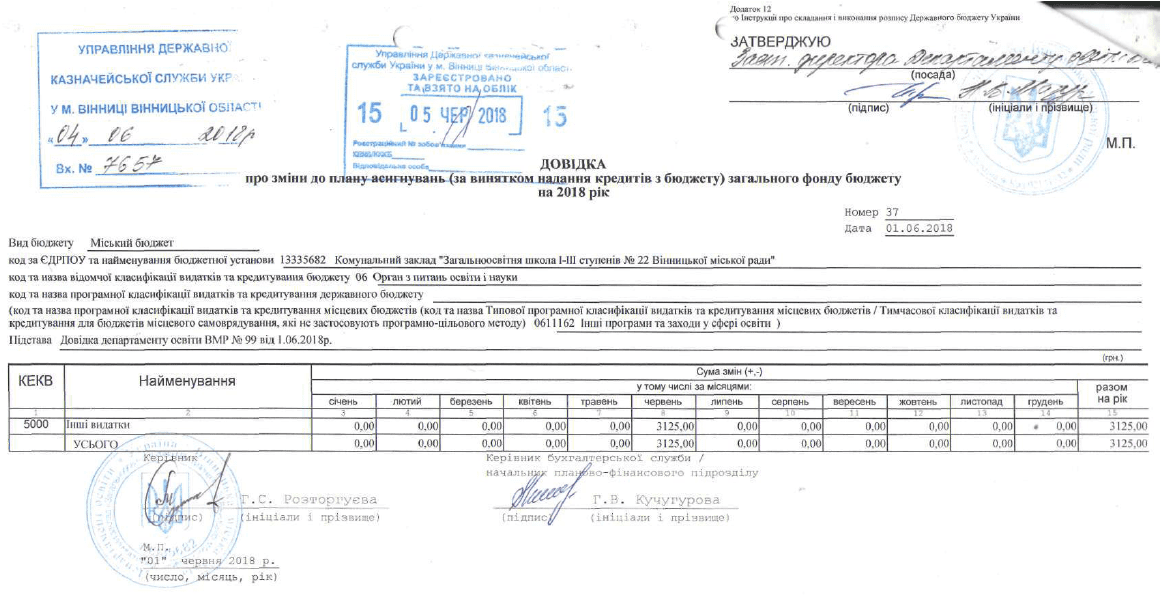 Додаток 12
Інструкції про складання і виконання розпису Державного бюджету України
ЗАТВЕРДЖУЮ
Заст. директора Департаменту освіти
(посада)
(підпис) (ініціали і прізвище)
М.П.
УПРАВЛІННЯ ДЕРЖАВНОЇ
КАЗНАЧЕЙСЬКОЇ СЛУЖБИ УКР
У М. ВІННИЦІ ВІННИЦЬКОЇ ОБЛАСТІ
"04" 06 2018р
Вх. № 7657
Управління Державної казначейської
служби України у м. Вінниці Вінницької області
ЗАРЕЄСТРОВАНО
ТА ВЗЯТО НА ОБЛІК
15 05 ЧЕР 2018 15
Реєстраційний № зобов'язання
Відповідальна особа
ДОВІДКА
про зміни до плану асигнувань (за винятком надання кредитів з бюджету) загального фонду бюджету
на 2018 рік
Номер 37
Дата 01.06.2018
Вид бюджету Міський бюджет
код за ЄДРПОУ та найменування бюджетної установи 13335682 Комунальний заклад "Загальноосвітня школа І-ІІІ ступенів № 22 Вінницької міської ради"
код та назва відомчої класифікації видатків та кредитування бюджету 06 Орган з питань освіти і науки
код та назва програмної класифікації видатків та кредитування державного бюджету
(код та назва програмної класифікації видатків та кредитування місцевих бюджетів (код та назва Типової програмної класифікації видатків та кредитування місцевих бюджетів / Тимчасової класифікації видатків та
кредитування для бюджетів місцевого самоврядування, які не застосовують програмно-цільового методу) 0611162 Інші програми та заходи у сфері освіти )
Підстава Довідка департаменту освіти ВМР № 99 від 1.06.2018р.
(грн.)
КЕКВ Найменування Сума змін (+,-)
у тому числі за місяцями: разом на рік
січень лютий березень квітень травень червень липень серпень вересень жовтень листопад грудень
1 2 3 4 5 6 7 8 9 10 11 12 13 14 15
5000 Інші видатки 0,00 0,00 0,00 0,00 0,00 3125,00 0,00 0,00 0,00 0,00 0,00 0,00 3125,00
УСЬОГО 0,00 0,00 0,00 0,00 0,00 3125,00 0,00 0,00 0,00 0,00 0,00 0,00 3125,00
Керівник Керівник бухгалтерської служби /
начальник планово-фінансового підрозділу
Г.С. Розторгуєва Г.В. Кучугурова
(підпис) (ініціали і прізвище) (підпис) (ініціали і прізвище)
М.П.
"01" червня 2018 р.
(число, місяць, рік)